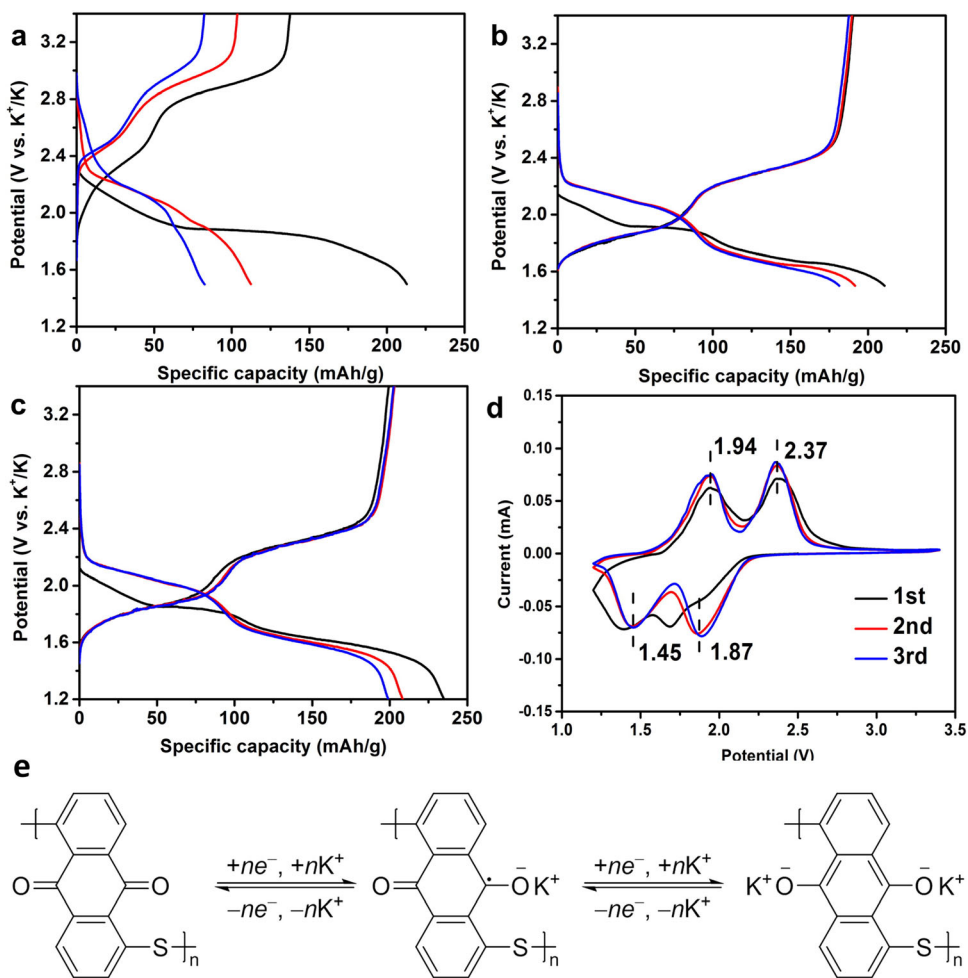 a
3.2
2.8
2.4
2.0
1.6
1.2
Potential (V vs. K⁺/K)
0 50 100 150 200 250
Specific capacity (mAh/g)
b
3.2
2.8
2.4
2.0
1.6
1.2
Potential (V vs. K⁺/K)
0 50 100 150 200 250
Specific capacity (mAh/g)
c
3.2
2.8
2.4
2.0
1.6
1.2
Potential (V vs. K⁺/K)
0 50 100 150 200 250
Specific capacity (mAh/g)
d
0.15
0.10
0.05
0.00
-0.05
-0.10
-0.15
Current (mA)
1.94 2.37
1.45 1.87
1st
2nd
3rd
1.0 1.5 2.0 2.5 3.0 3.5
Potential (V)
e
O O S n
+ne⁻, +nK⁺
−ne⁻, −nK⁺
O O⁻ K⁺ S n
+ne⁻, +nK⁺
−ne⁻, −nK⁺
K⁺ ⁻O O⁻ K⁺ S n